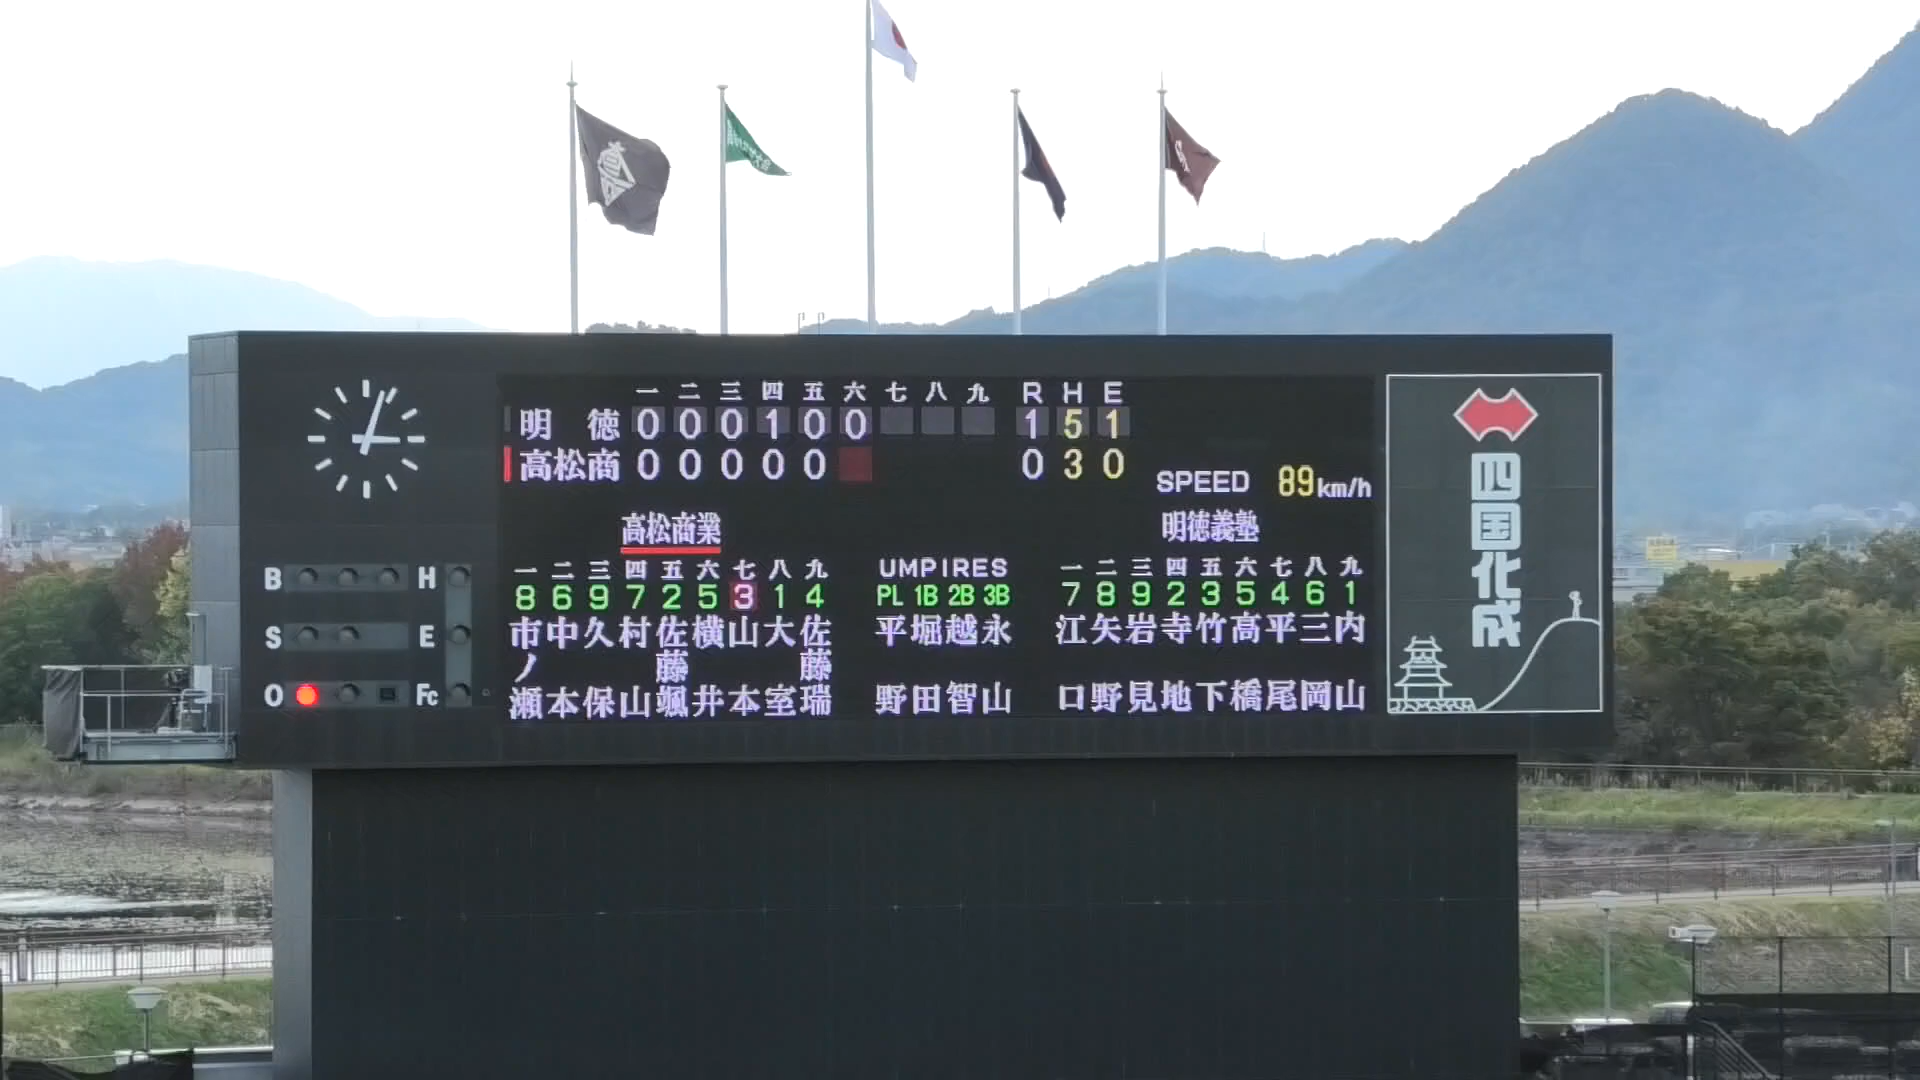 一 二 三 四 五 六 七 八 九 R H E
明 徳 0 0 0 1 0 0 1 5 1
高松商 0 0 0 0 0 0 3 0
SPEED 89km/h
高松商業
一 二 三 四 五 六 七 八 九
8 6 9 7 2 5 3 1 4
市ノ瀬 中本 久保 村山 佐藤颯 横井 山本 大室 佐藤瑞
UMPIRES
PL 1B 2B 3B
平野 堀田 越智 永山
明徳義塾
一 二 三 四 五 六 七 八 九
7 8 9 2 3 5 4 6 1
江口 矢野 岩見 寺地 竹下 高橋 平尾 三岡 内山
B H
S E
O Fc
四国化成